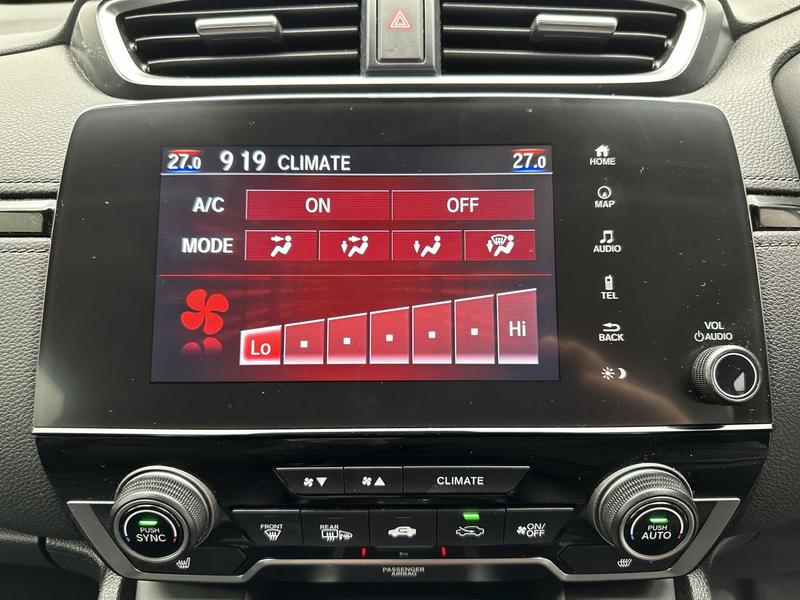 27.0 9 19 CLIMATE 27.0
HOME
A/C ON OFF
MAP
MODE
AUDIO
TEL
Lo Hi
BACK
VOL
AUDIO
CLIMATE
PUSH
SYNC
FRONT
REAR
ON/
OFF
PUSH
AUTO
PASSENGER
AIRBAG